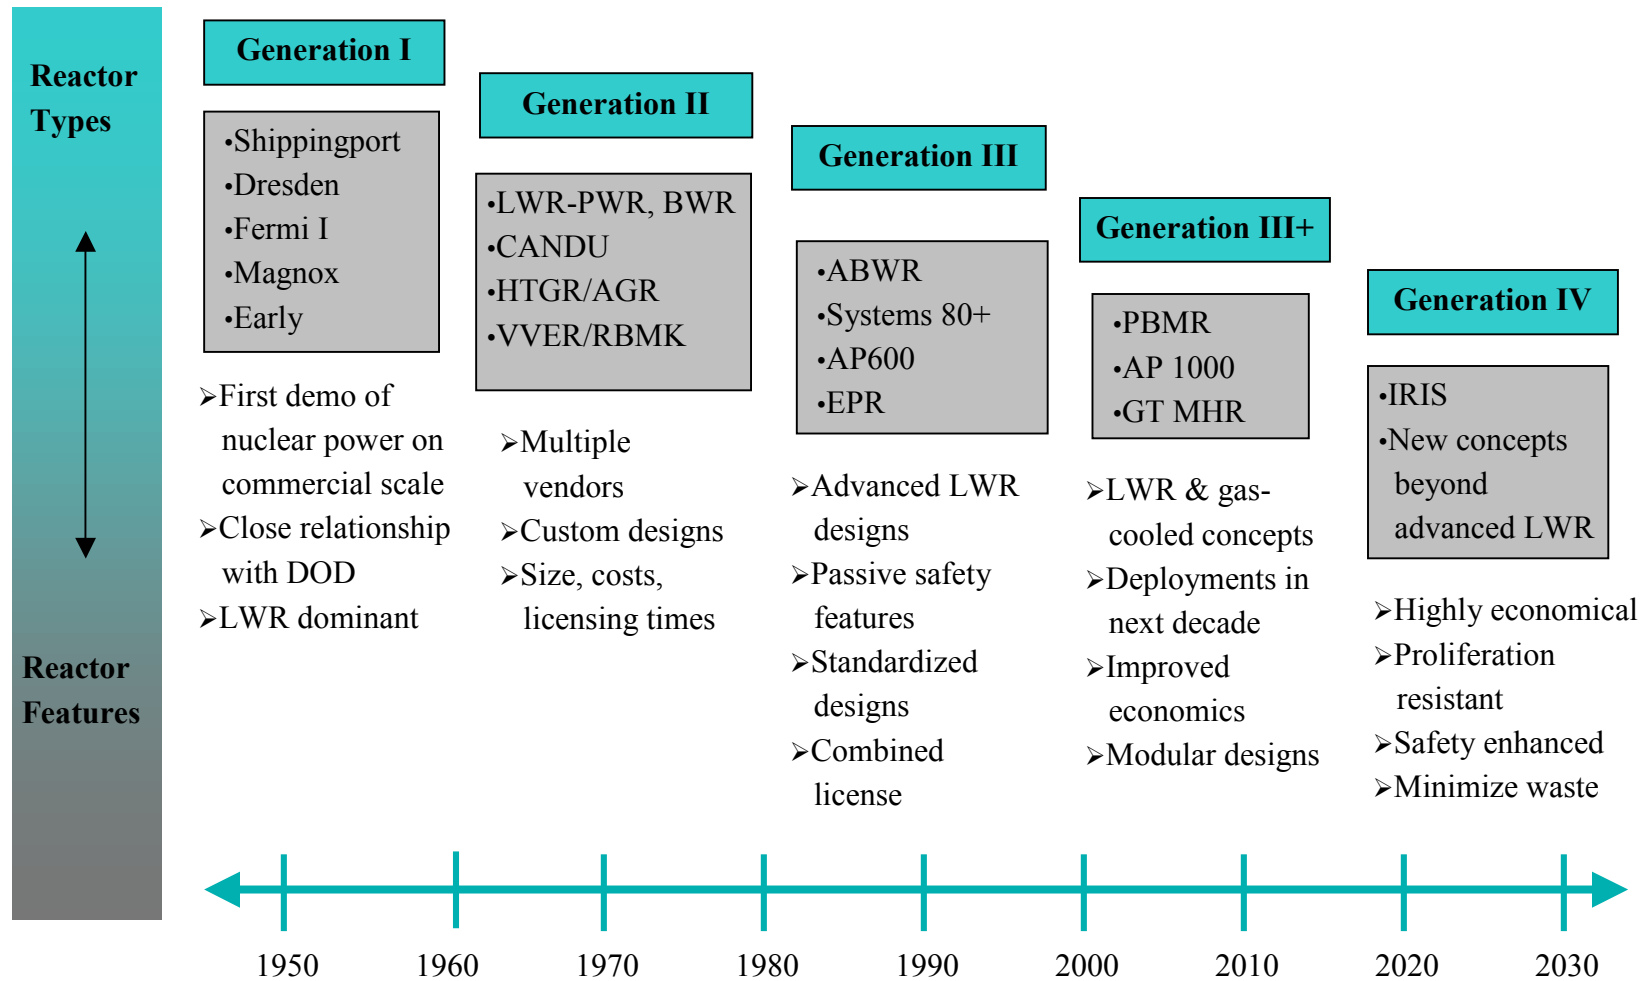 Reactor
Types
Reactor
Features
Generation I
•Shippingport
•Dresden
•Fermi I
•Magnox
•Early
➢First demo of
nuclear power on
commercial scale
➢Close relationship
with DOD
➢LWR dominant
Generation II
•LWR-PWR, BWR
•CANDU
•HTGR/AGR
•VVER/RBMK
➢Multiple
vendors
➢Custom designs
➢Size, costs,
licensing times
Generation III
•ABWR
•Systems 80+
•AP600
•EPR
➢Advanced LWR
designs
➢Passive safety
features
➢Standardized
designs
➢Combined
license
Generation III+
•PBMR
•AP 1000
•GT MHR
➢LWR & gas-
cooled concepts
➢Deployments in
next decade
➢Improved
economics
➢Modular designs
Generation IV
•IRIS
•New concepts
beyond
advanced LWR
➢Highly economical
➢Proliferation
resistant
➢Safety enhanced
➢Minimize waste
1950 1960 1970 1980 1990 2000 2010 2020 2030